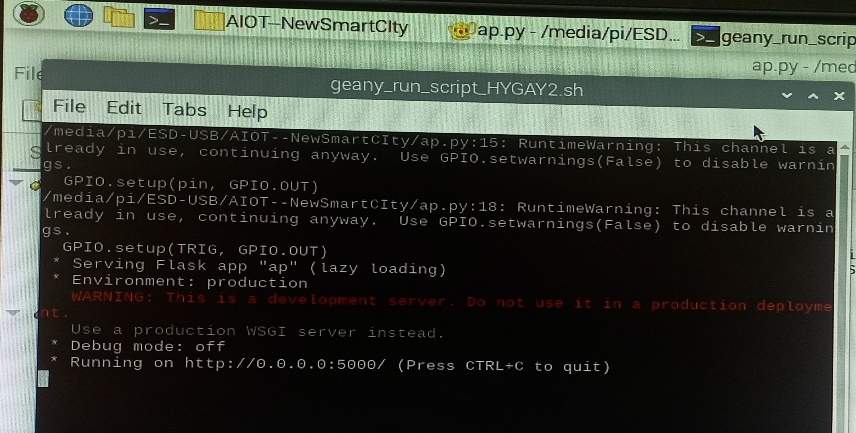 AIOT--NewSmartCIty
ap.py - /media/pi/ESD...
geany_run_scrip
ap.py - /med
File
geany_run_script_HYGAY2.sh
File Edit Tabs Help
/media/pi/ESD-USB/AIOT--NewSmartCIty/ap.py:15: RuntimeWarning: This channel is a
lready in use, continuing anyway.  Use GPIO.setwarnings(False) to disable warnin
gs.
  GPIO.setup(pin, GPIO.OUT)
/media/pi/ESD-USB/AIOT--NewSmartCIty/ap.py:18: RuntimeWarning: This channel is a
lready in use, continuing anyway.  Use GPIO.setwarnings(False) to disable warnin
gs.
  GPIO.setup(TRIG, GPIO.OUT)
 * Serving Flask app "ap" (lazy loading)
 * Environment: production
   WARNING: This is a development server. Do not use it in a production deployme
nt.
   Use a production WSGI server instead.
 * Debug mode: off
 * Running on http://0.0.0.0:5000/ (Press CTRL+C to quit)